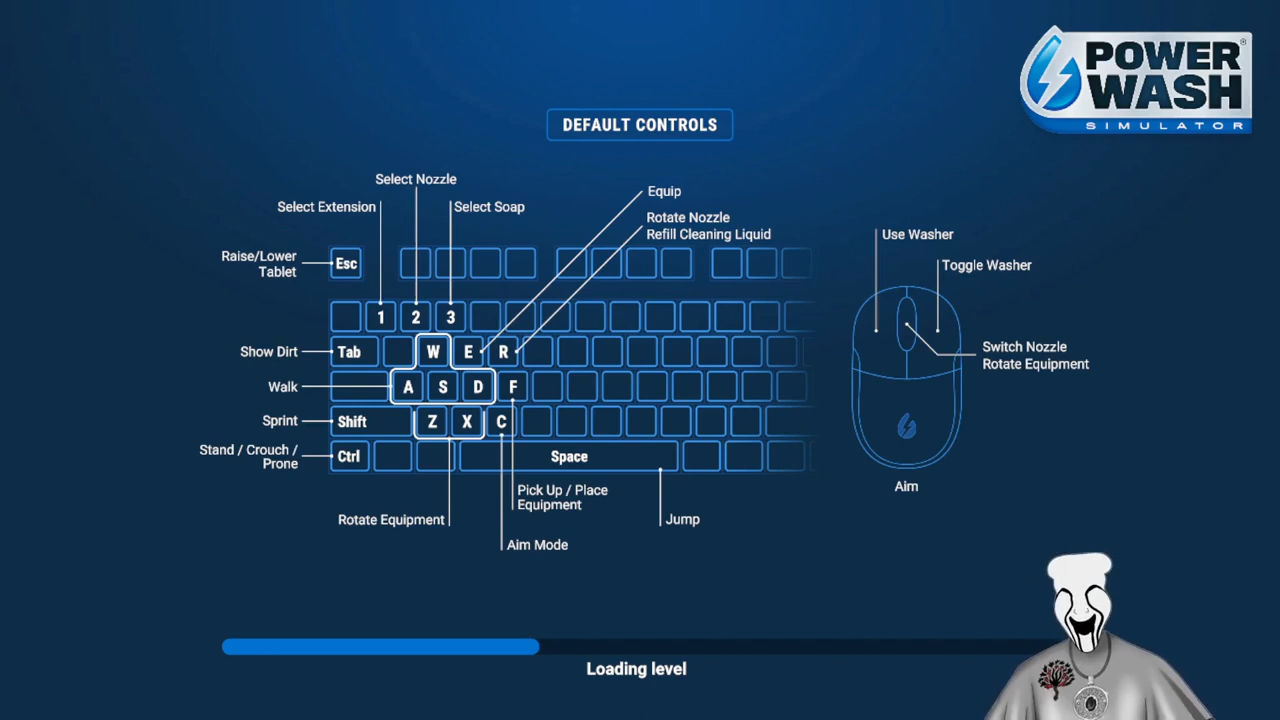 POWER
WASH
SIMULATOR
DEFAULT CONTROLS
Select Nozzle
Select Extension
Select Soap
Equip
Rotate Nozzle
Refill Cleaning Liquid
Raise/Lower
Tablet
Esc
1 2 3
Show Dirt
Tab W E R
Walk
A S D F
Sprint
Shift Z X C
Stand / Crouch /
Prone
Ctrl Space
Rotate Equipment
Pick Up / Place
Equipment
Aim Mode
Jump
Use Washer
Toggle Washer
Switch Nozzle
Rotate Equipment
Aim
Loading level